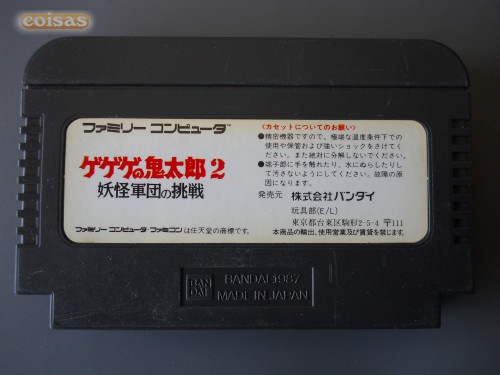 coisas
ファミリー コンピュータ™
ゲゲゲの鬼太郎2
妖怪軍団の挑戦
ファミリー コンピュータ・ファミコンは任天堂の商標です。
〈カセットについてのお願い〉
●精密機器ですので、極端な温度条件下での
使用や保管および強いショックをさけてく
ださい。また絶対に分解しないでください。
●端子部に手を触れたり、水にぬらしたりし
て汚さないようにしてください。故障の原
因になります。
発売元 株式会社バンダイ
玩具部(E/L)
東京都台東区駒形2-5-4 〒111
本商品の輸出、使用営業及び賃貸を禁じます。
BAN
DAI
BANDAI 1987
MADE IN JAPAN